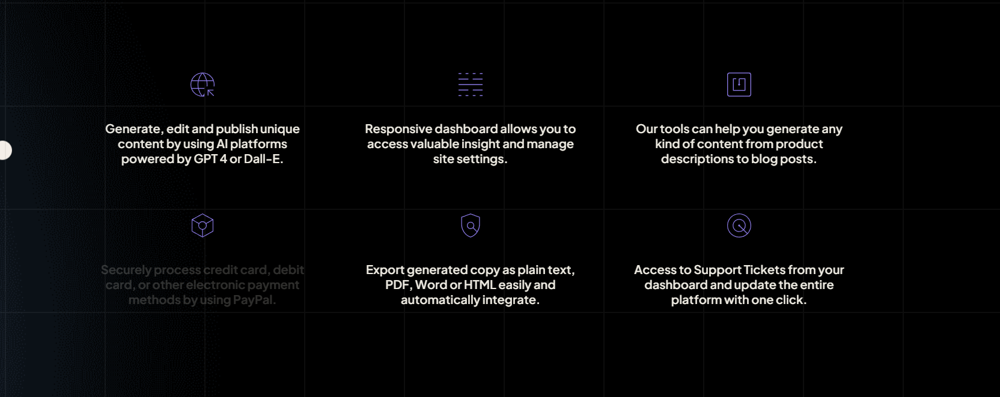 Generate, edit and publish unique
content by using AI platforms
powered by GPT 4 or Dall-E.
Responsive dashboard allows you to
access valuable insight and manage
site settings.
Our tools can help you generate any
kind of content from product
descriptions to blog posts.
Securely process credit card, debit
card, or other electronic payment
methods by using PayPal.
Export generated copy as plain text,
PDF, Word or HTML easily and
automatically integrate.
Access to Support Tickets from your
dashboard and update the entire
platform with one click.